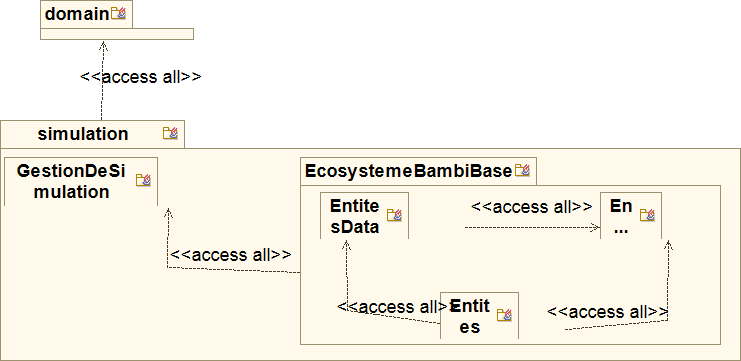 domain
<<access all>>
simulation
GestionDeSi
mulation
EcosystemeBambiBase
Entite
sData
<<access all>>
En
...
<<access all>>
<<access all>>
Entit
es
<<access all>>